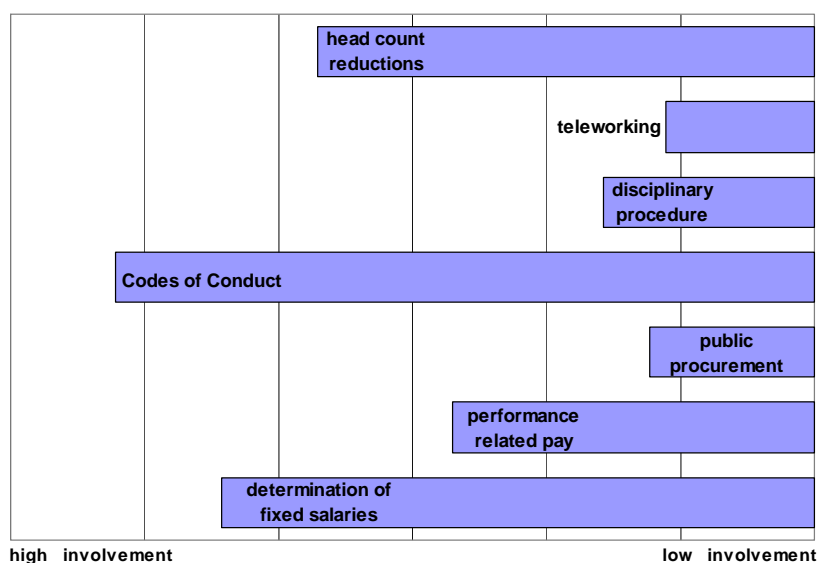 head count
reductions
teleworking
disciplinary
procedure
Codes of Conduct
public
procurement
performance
related pay
determination of
fixed salaries
high involvement
low involvement